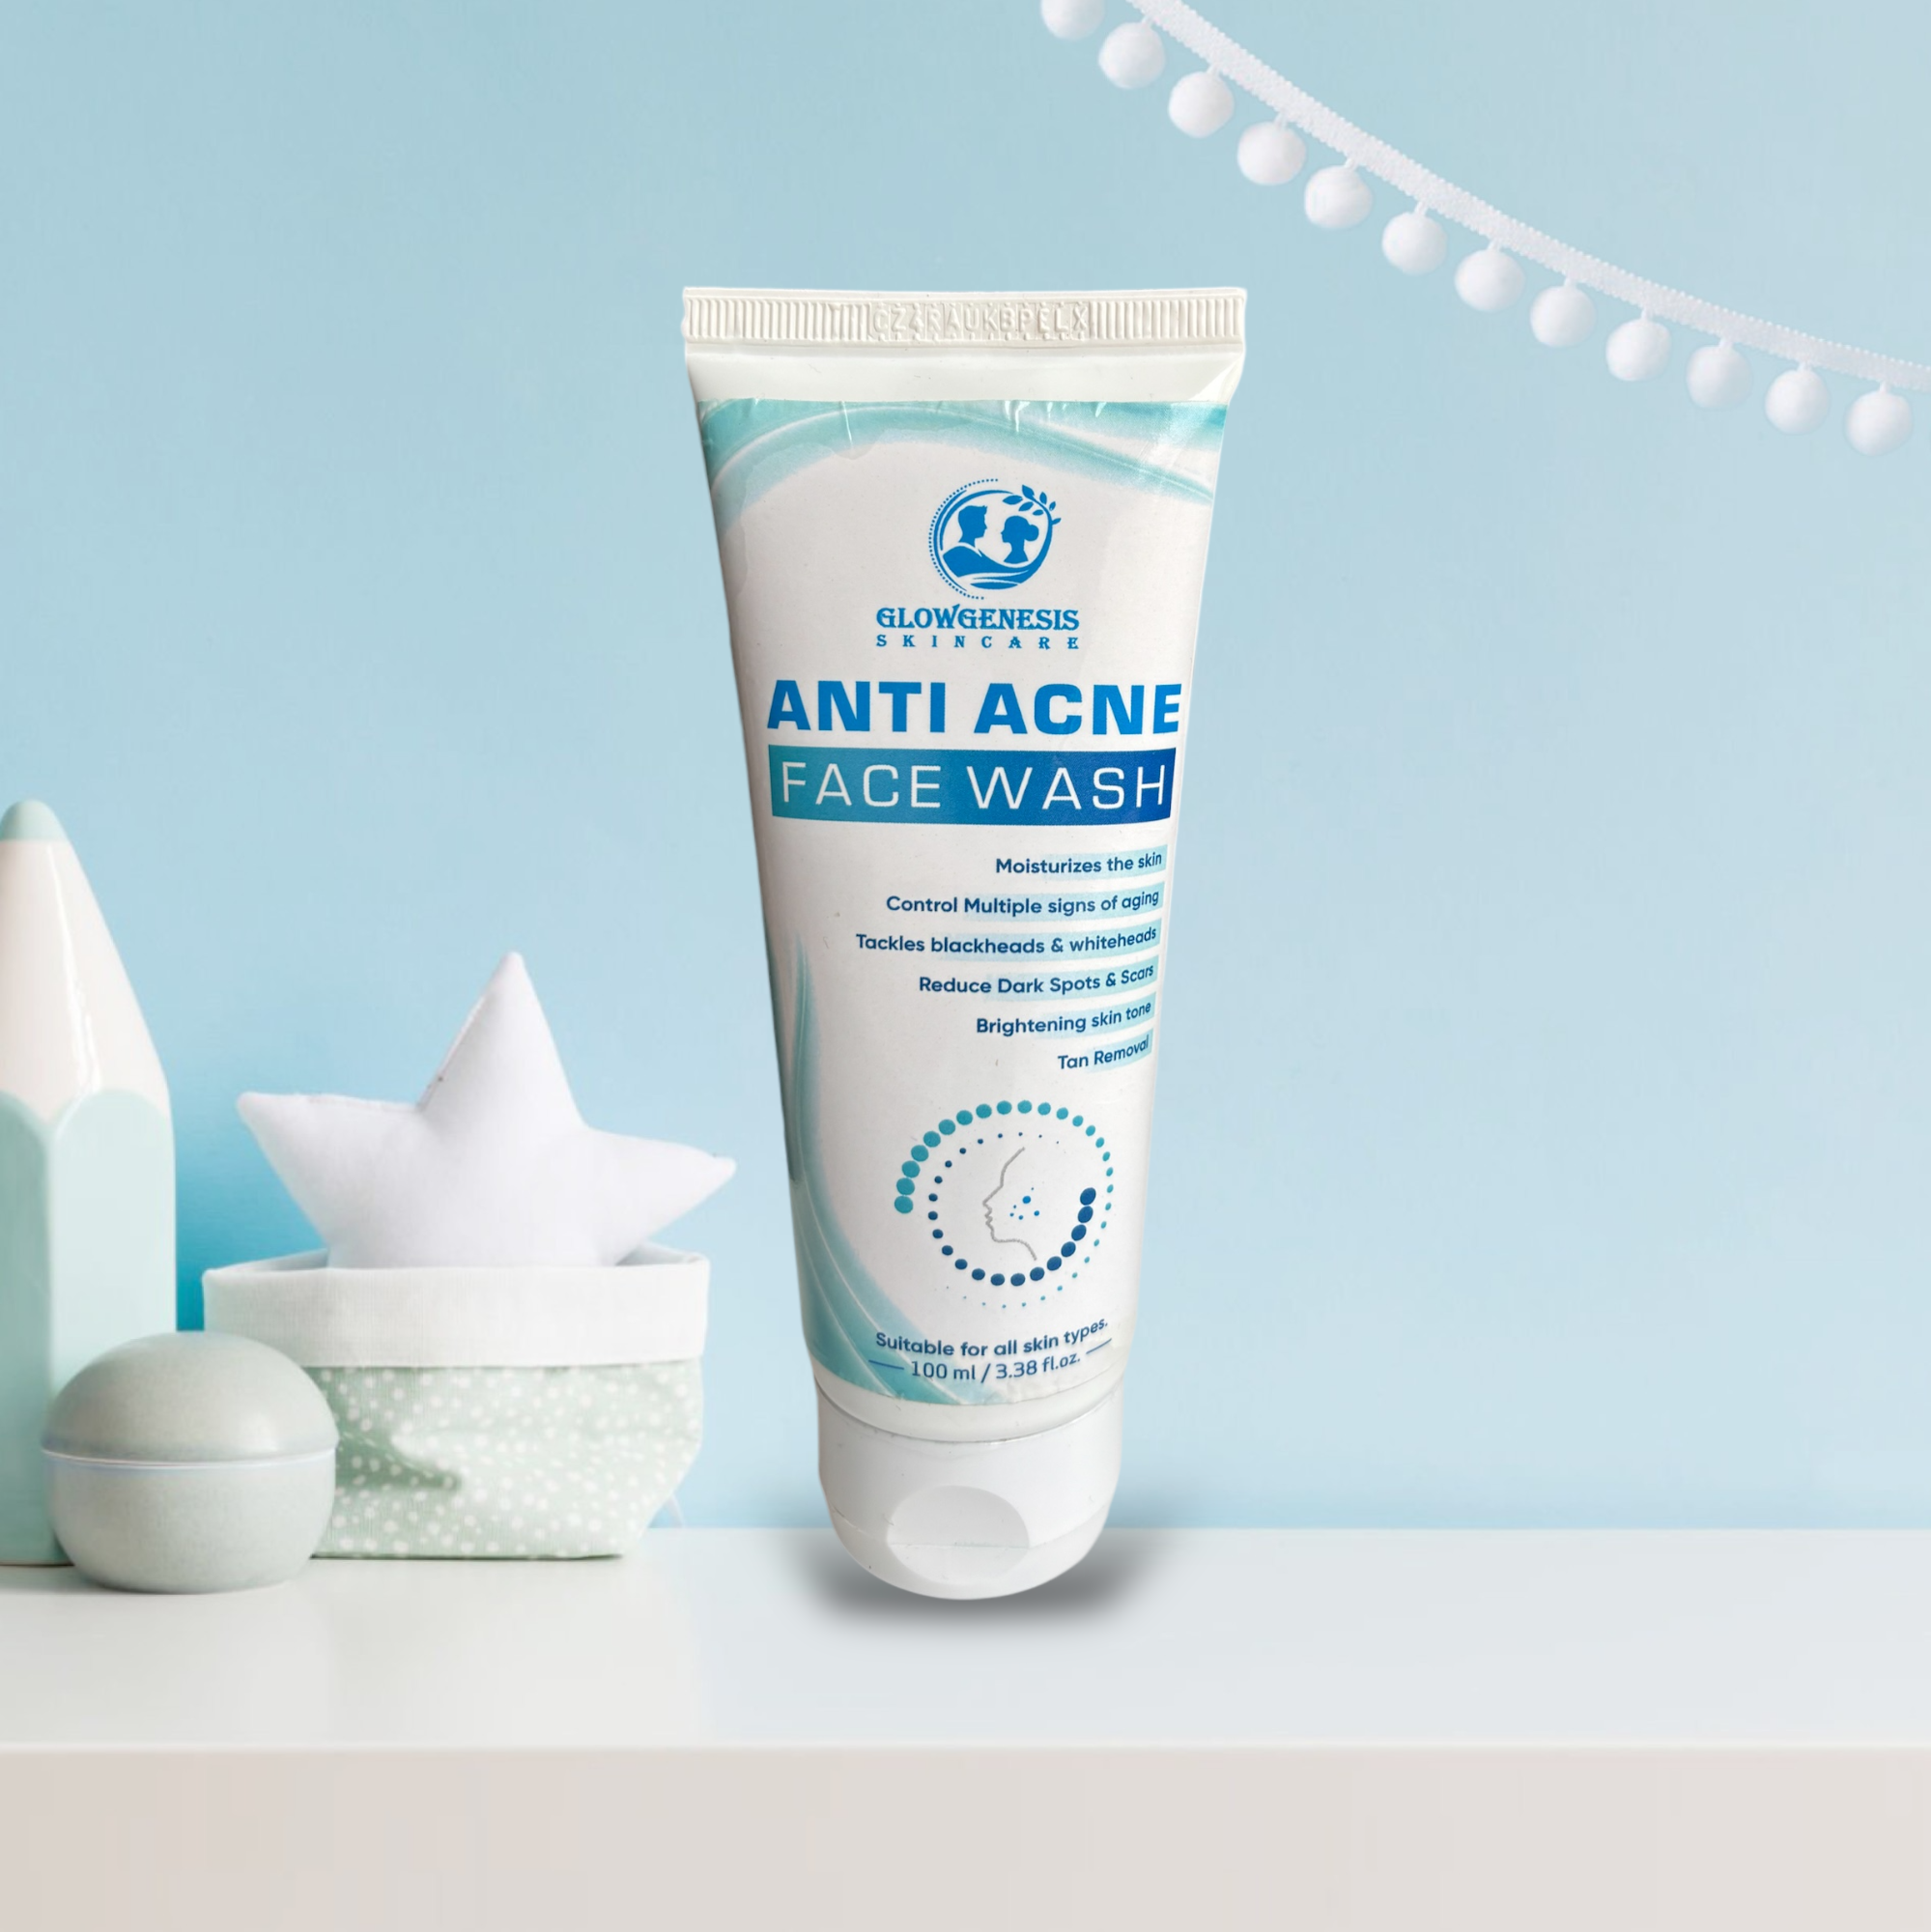 GLOWGENESIS
SKINCARE
ANTI ACNE
FACE WASH
Moisturizes the skin
Control Multiple signs of aging
Tackles blackheads & whiteheads
Reduce Dark Spots & Scars
Brightening skin tone
Tan Removal
Suitable for all skin types.
100 ml / 3.38 fl.oz.